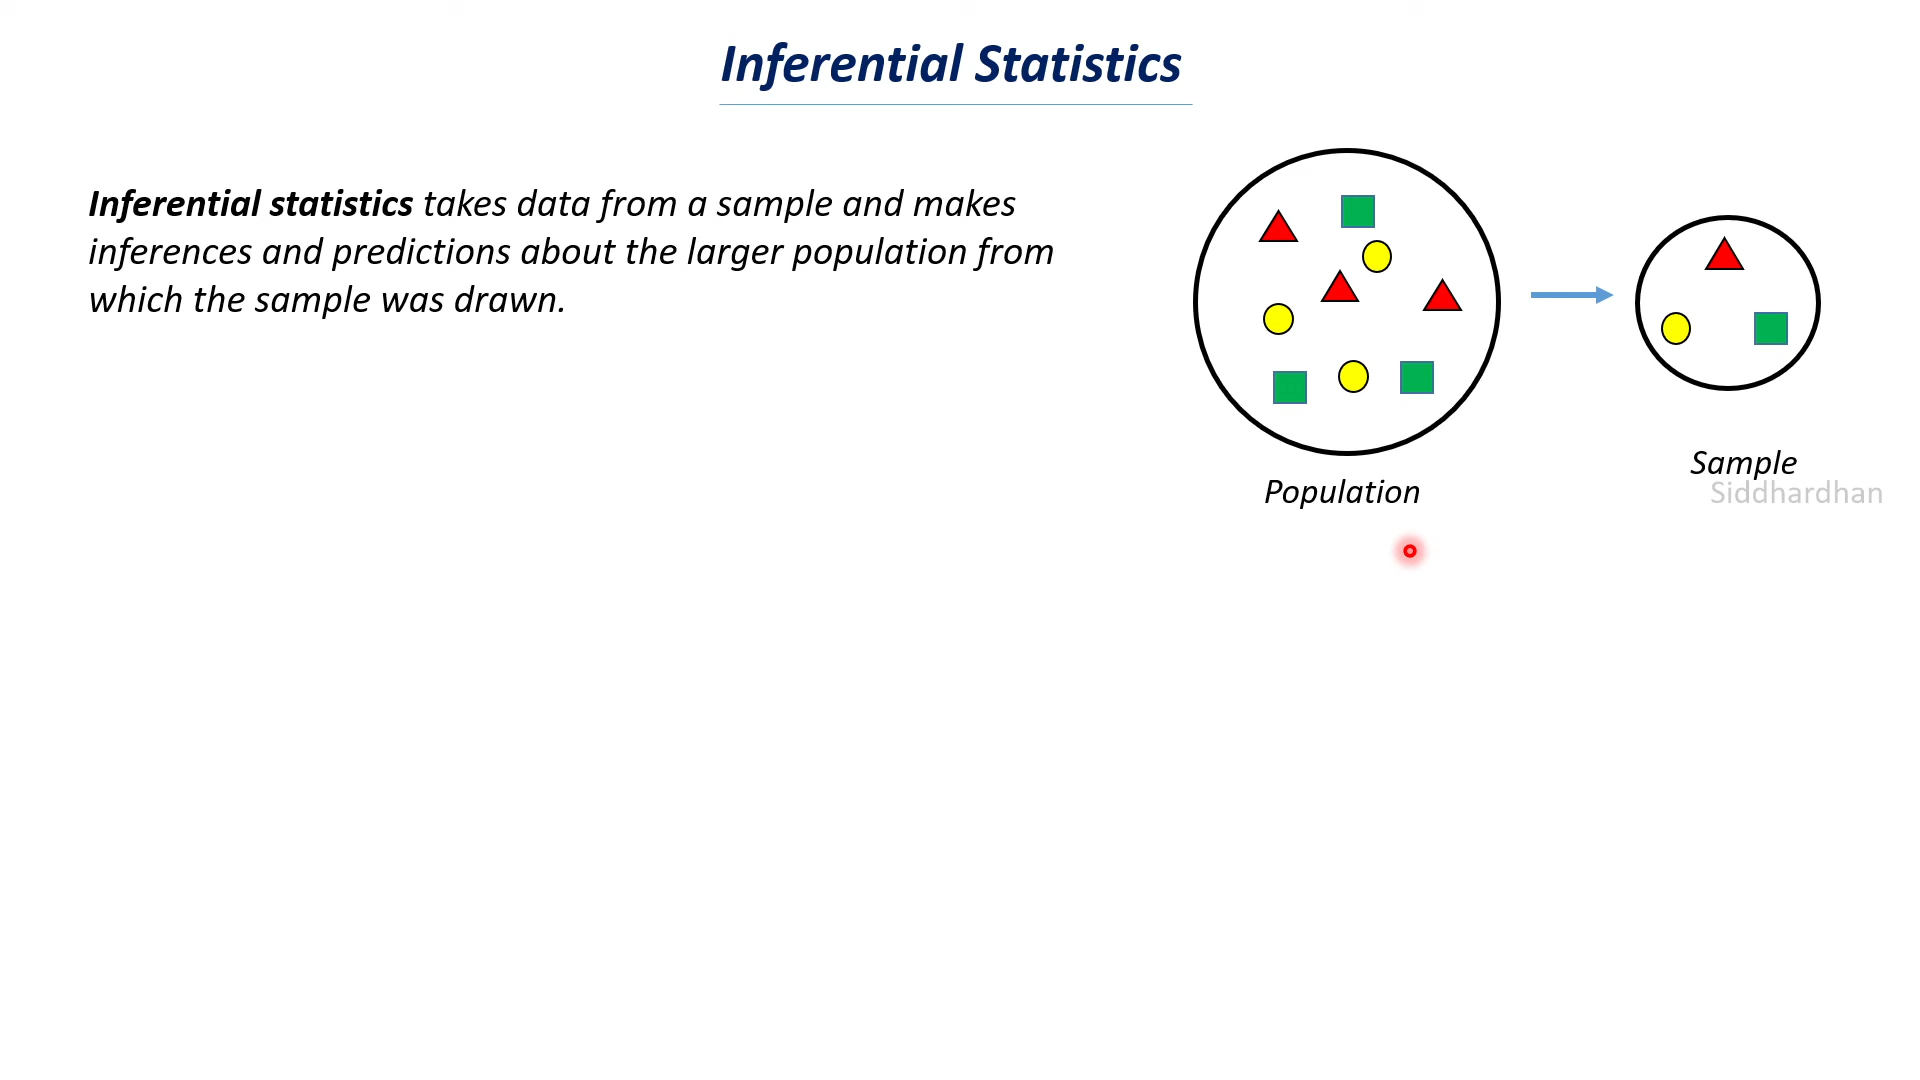 Inferential Statistics
Inferential statistics takes data from a sample and makes
inferences and predictions about the larger population from
which the sample was drawn.
Sample
Population
Siddhardhan